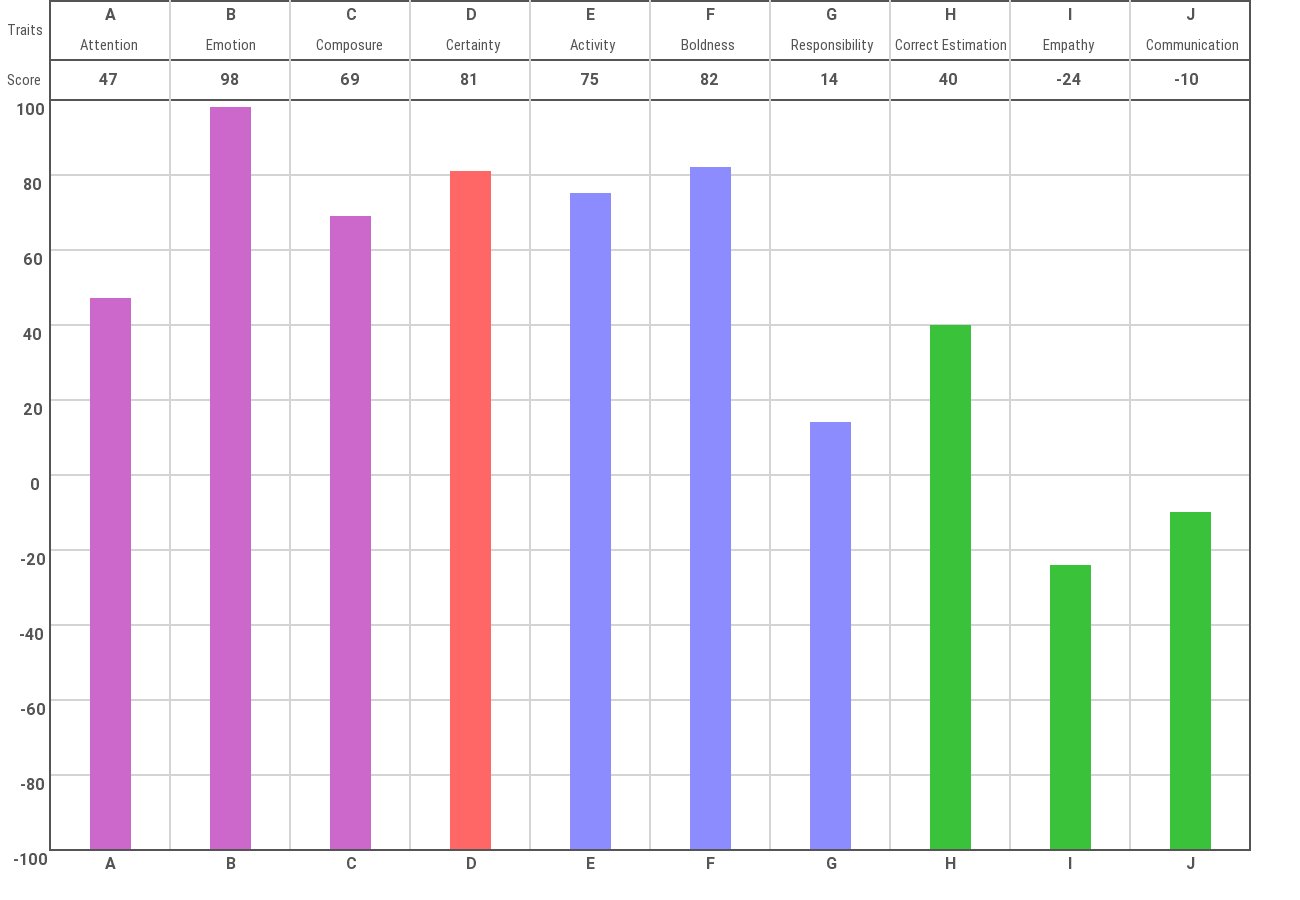 Traits A B C D E F G H I J
Attention Emotion Composure Certainty Activity Boldness Responsibility Correct Estimation Empathy Communication
Score 47 98 69 81 75 82 14 40 -24 -10
100
80
60
40
20
0
-20
-40
-60
-80
-100
A B C D E F G H I J